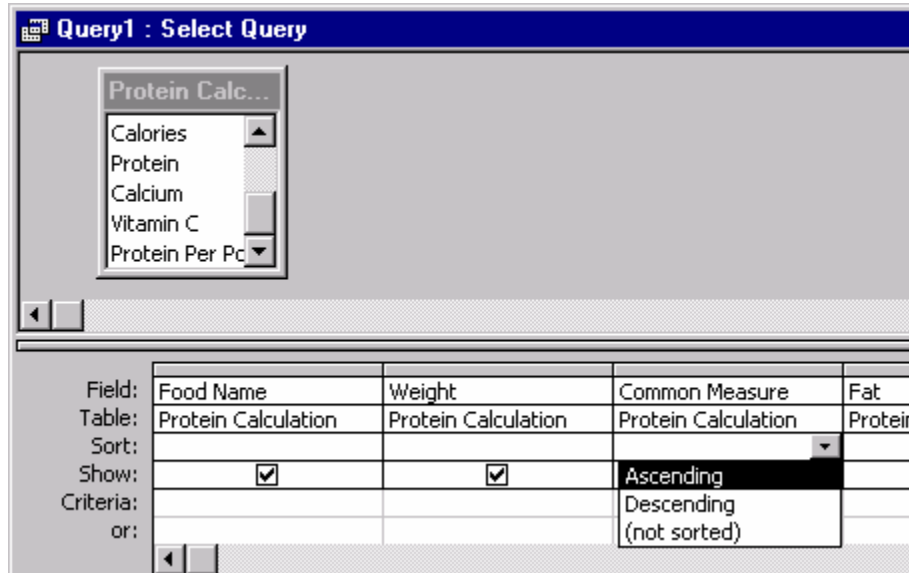 Query1 : Select Query
Protein Calc...
Calories
Protein
Calcium
Vitamin C
Protein Per Po
Field: Food Name Weight Common Measure Fat
Table: Protein Calculation Protein Calculation Protein Calculation Protein
Sort:
Show: Ascending
Criteria: Descending
or: (not sorted)